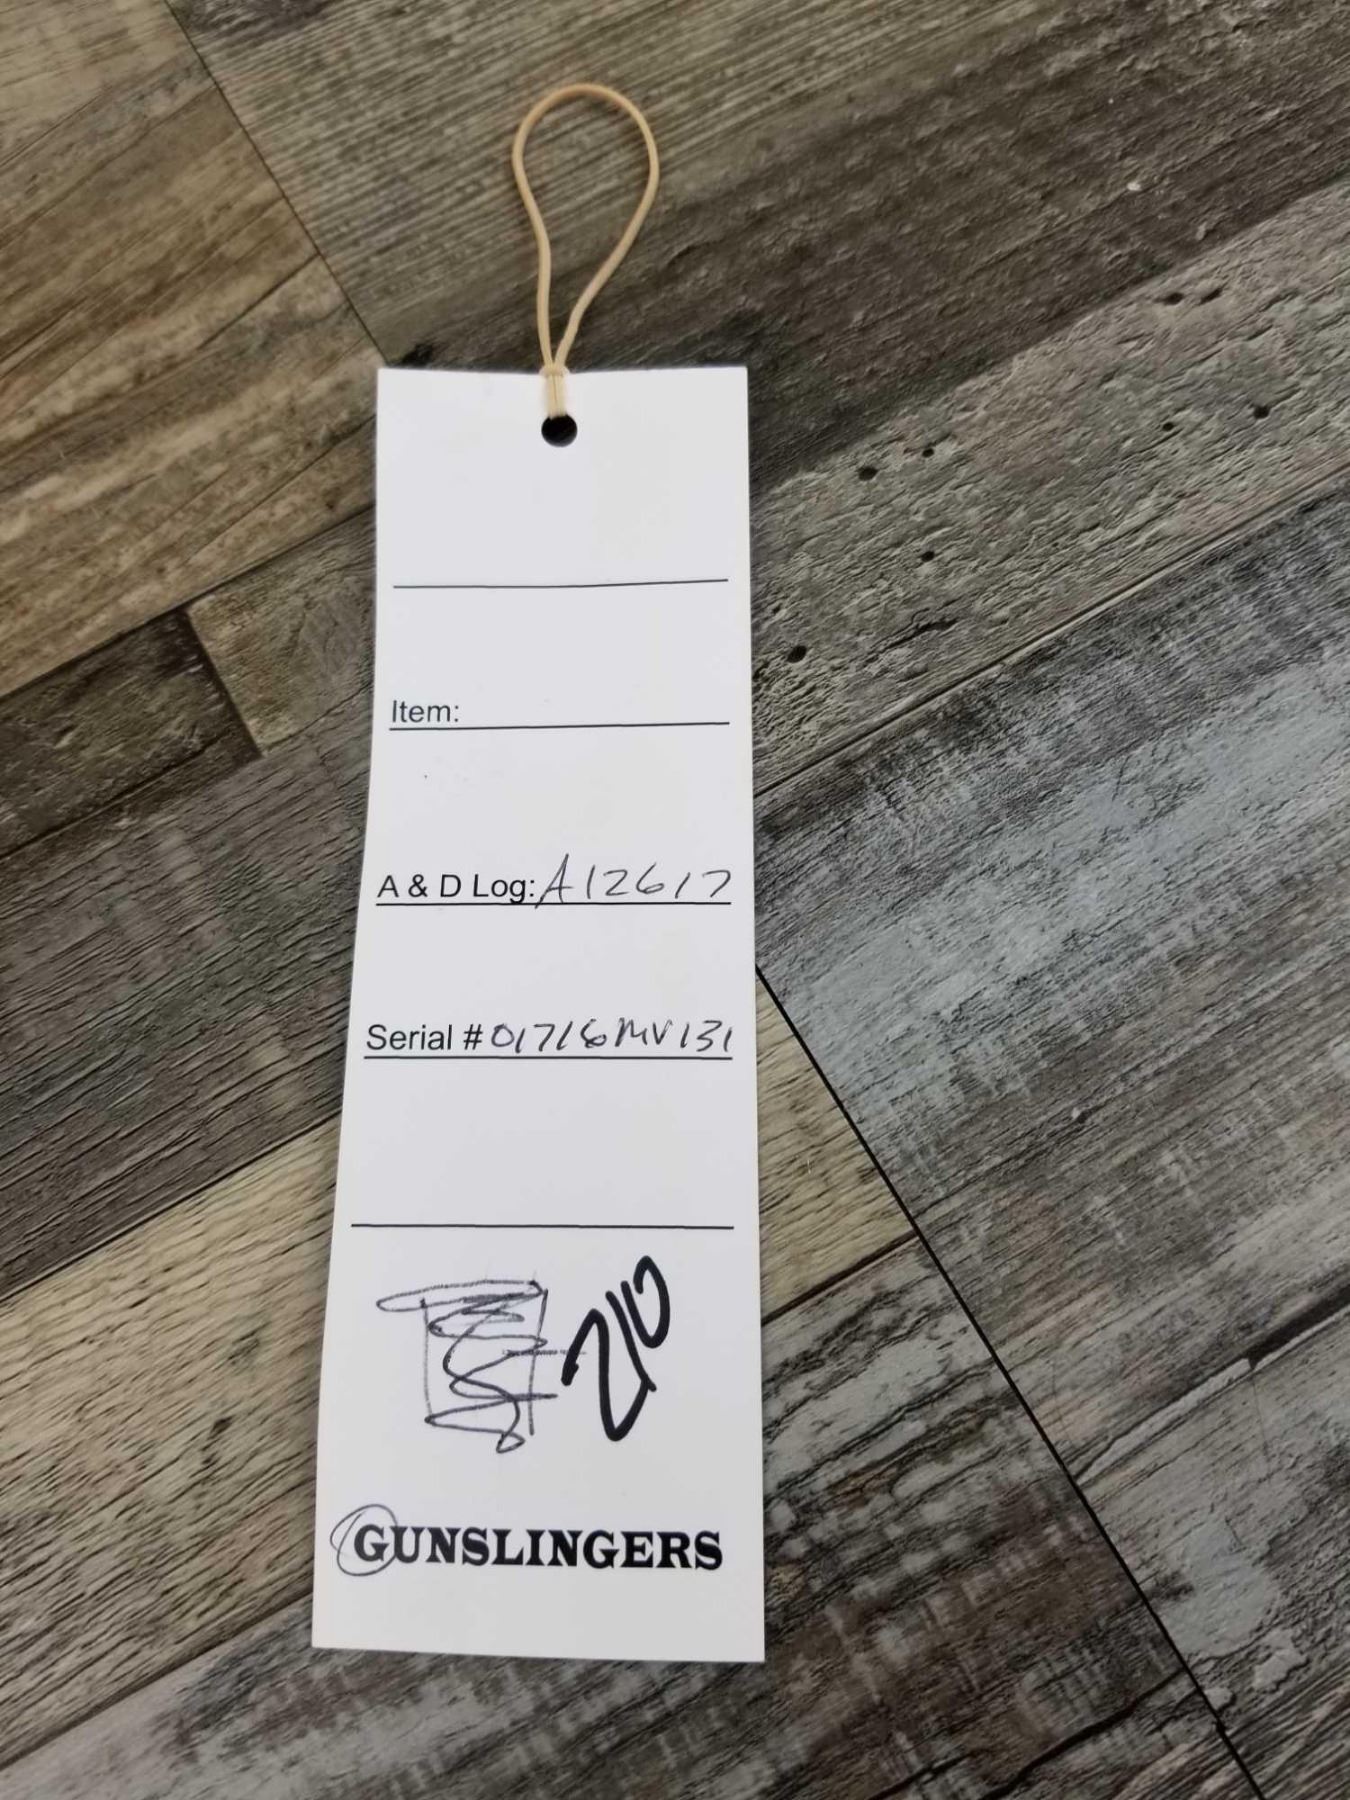 Item:
A & D Log: A12617
Serial # 01716MV131
210
GUNSLINGERS